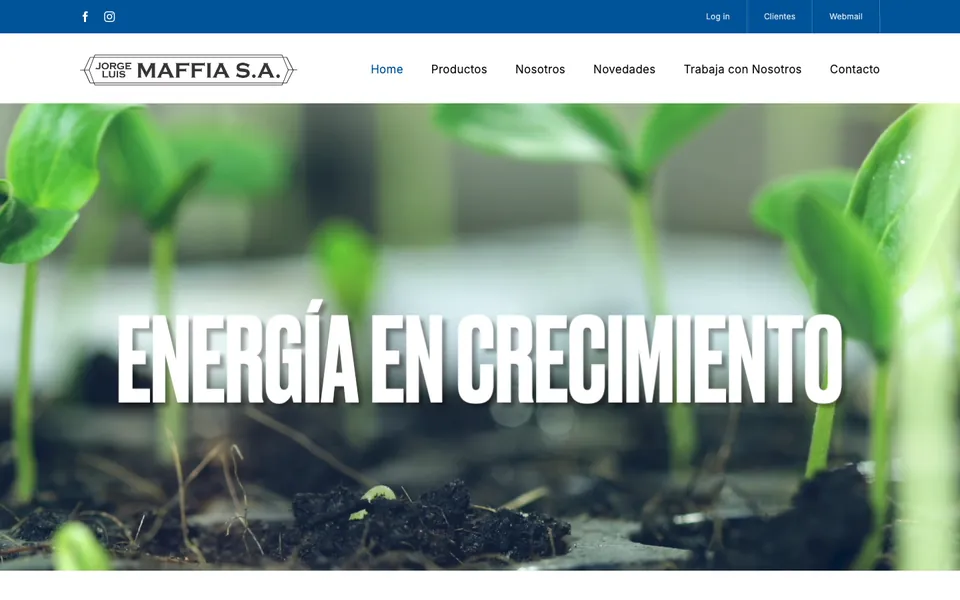 Log in
Clientes
Webmail
JORGE LUIS MAFFIA S.A.
Home
Productos
Nosotros
Novedades
Trabaja con Nosotros
Contacto
ENERGÍA EN CRECIMIENTO